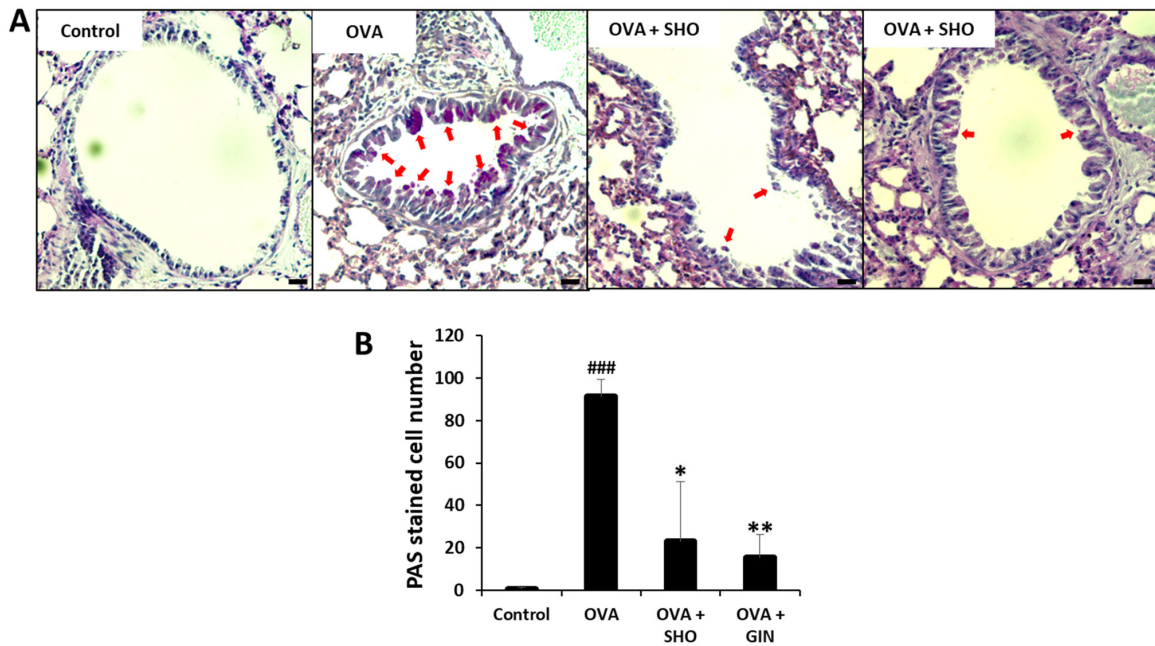 A
Control
OVA
OVA + SHO
OVA + SHO
B
PAS stained cell number
120
100
80
60
40
20
0
###
*
**
Control
OVA
OVA +
SHO
OVA +
GIN